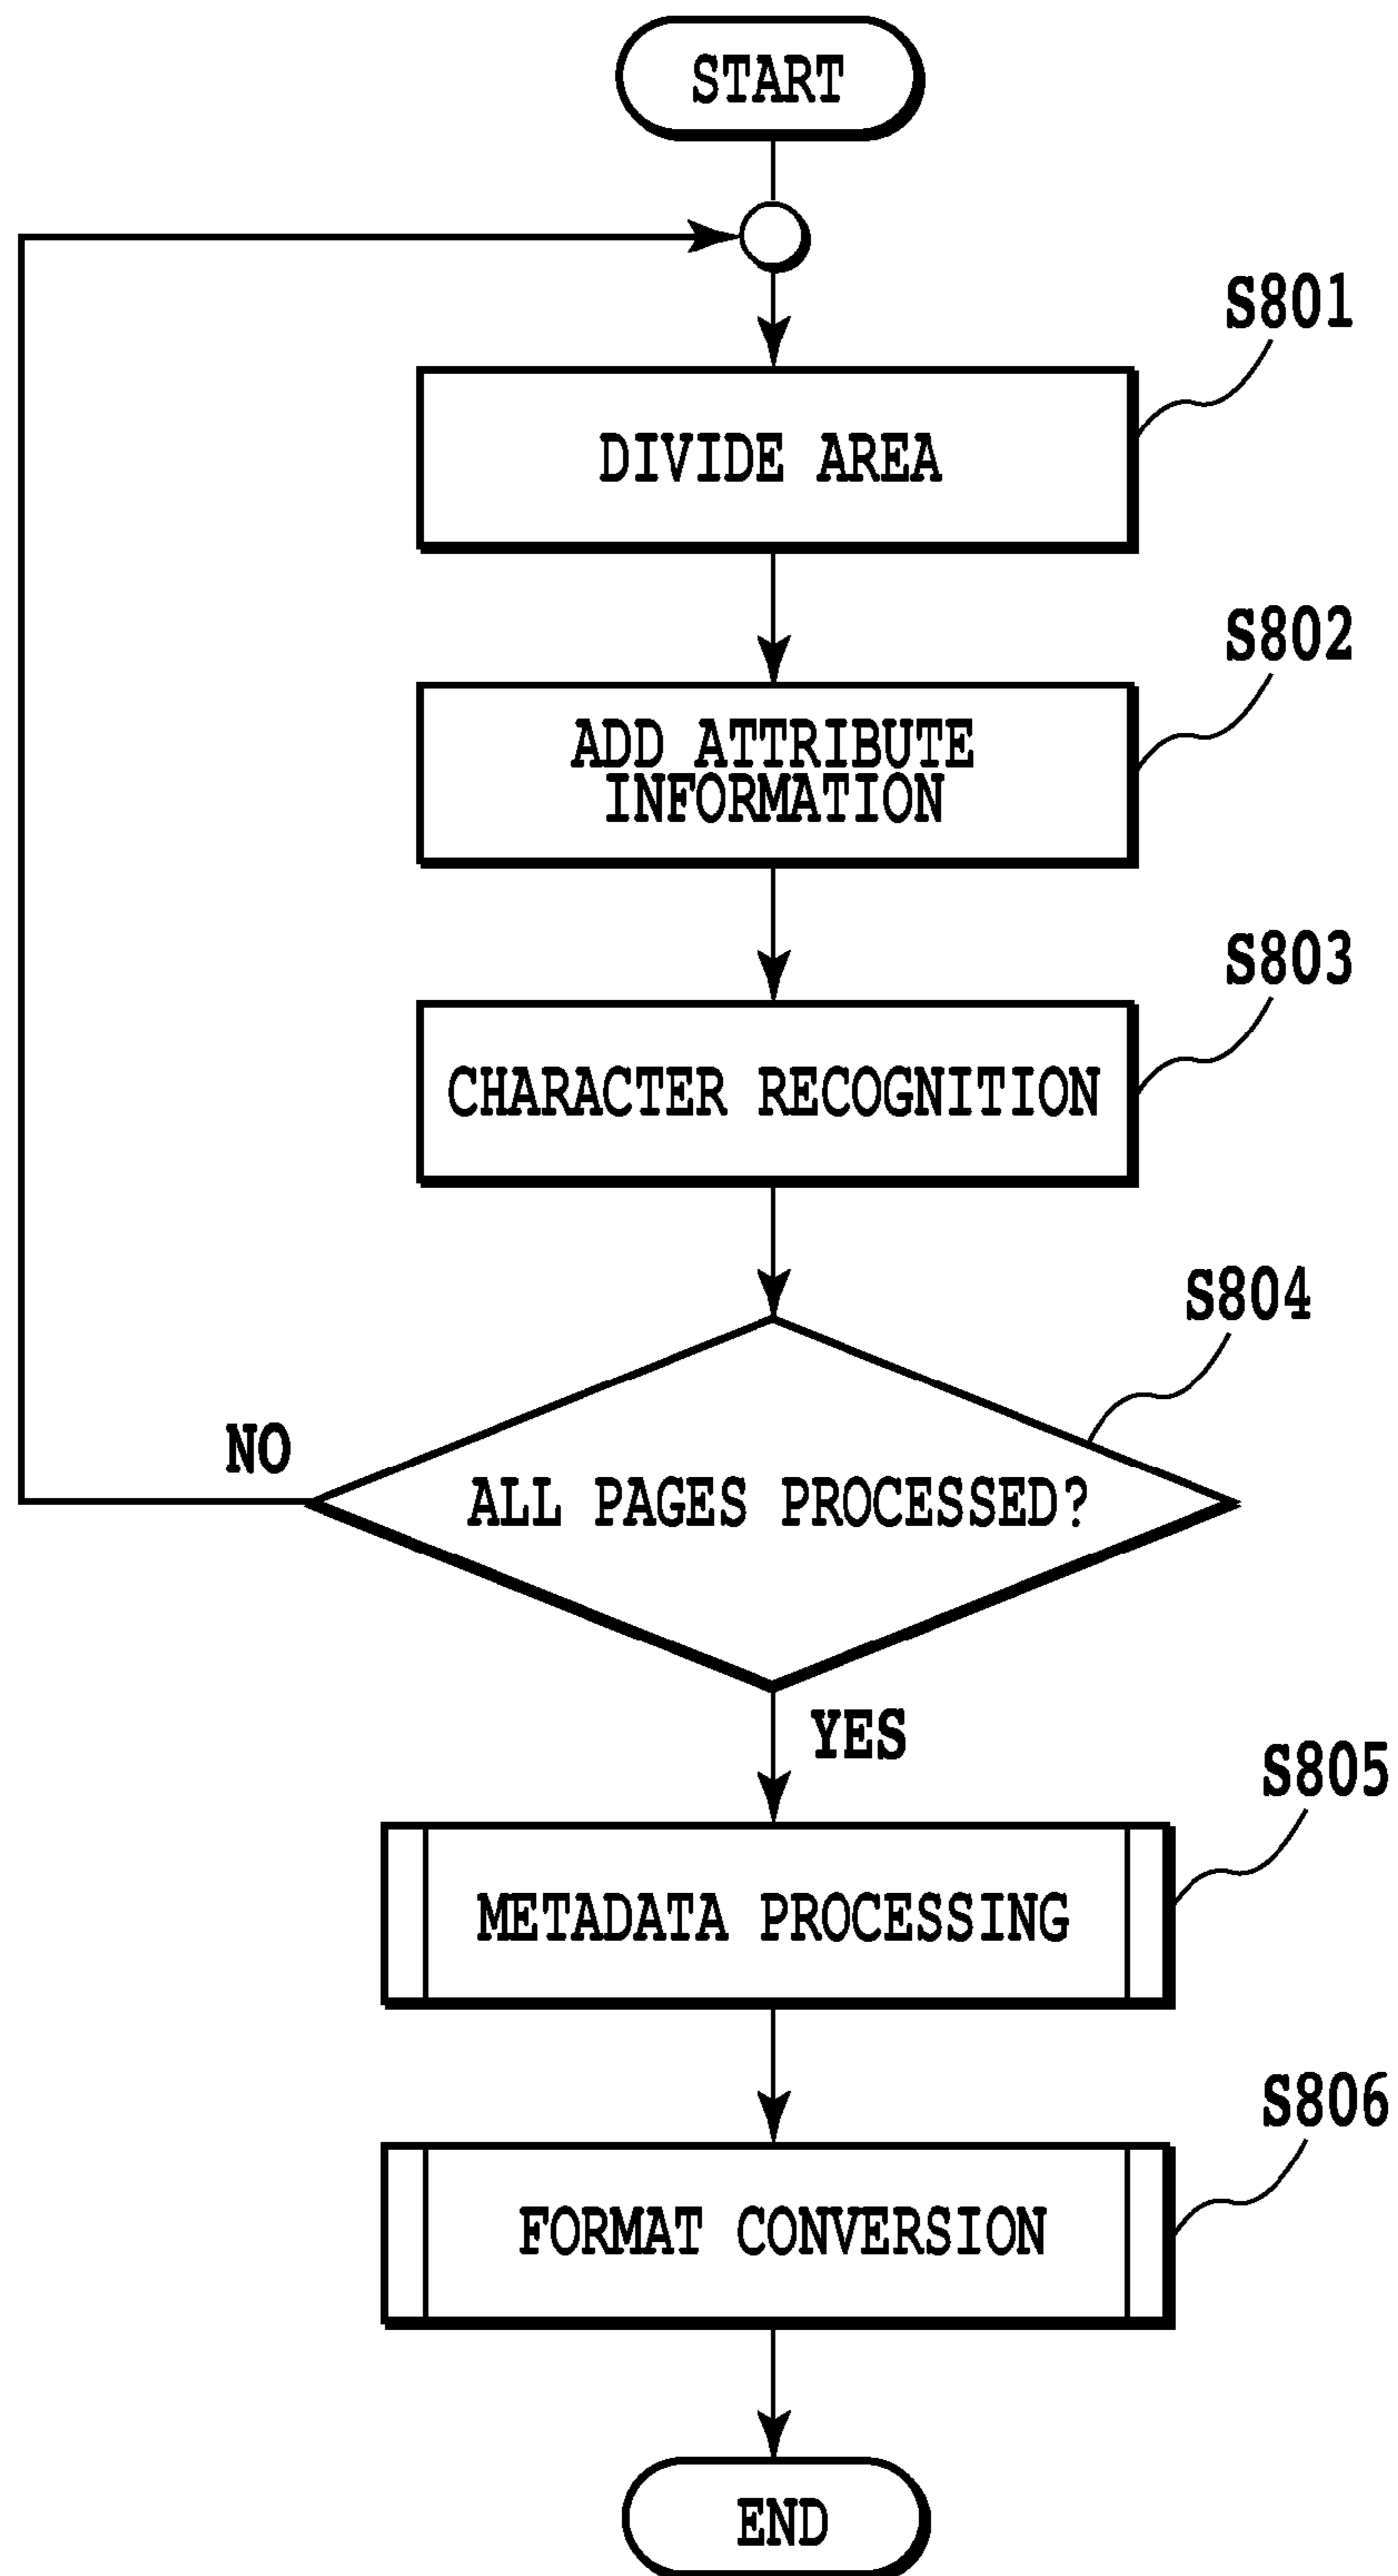 START
S801
DIVIDE AREA
S802
ADD ATTRIBUTE
INFORMATION
S803
CHARACTER RECOGNITION
S804
NO
ALL PAGES PROCESSED?
YES
S805
METADATA PROCESSING
S806
FORMAT CONVERSION
END